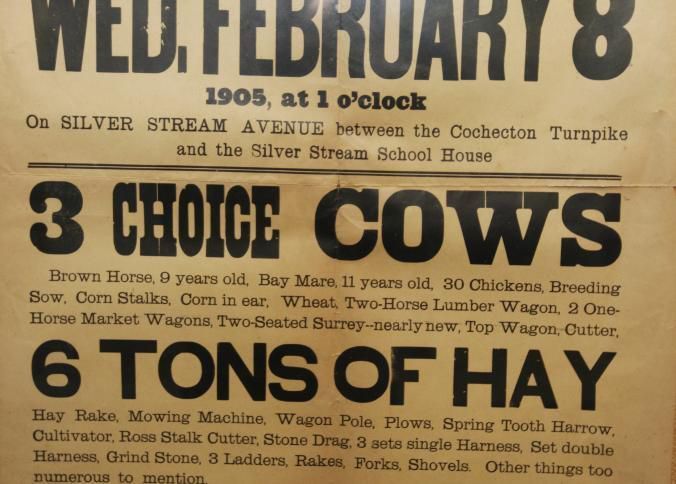 WED. FEBRUARY 8
1905, at 1 o'clock
On SILVER STREAM AVENUE between the Cochecton Turnpike
and the Silver Stream School House
3 CHOICE COWS
Brown Horse, 9 years old, Bay Mare, 11 years old, 30 Chickens, Breeding
Sow, Corn Stalks, Corn in ear, Wheat, Two-Horse Lumber Wagon, 2 One-
Horse Market Wagons, Two-Seated Surrey--nearly new, Top Wagon, Cutter,
6 TONS OF HAY
Hay Rake, Mowing Machine, Wagon Pole, Plows, Spring Tooth Harrow,
Cultivator, Ross Stalk Cutter, Stone Drag, 3 sets single Harness, Set double
Harness, Grind Stone, 3 Ladders, Rakes, Forks, Shovels. Other things too
numerous to mention.